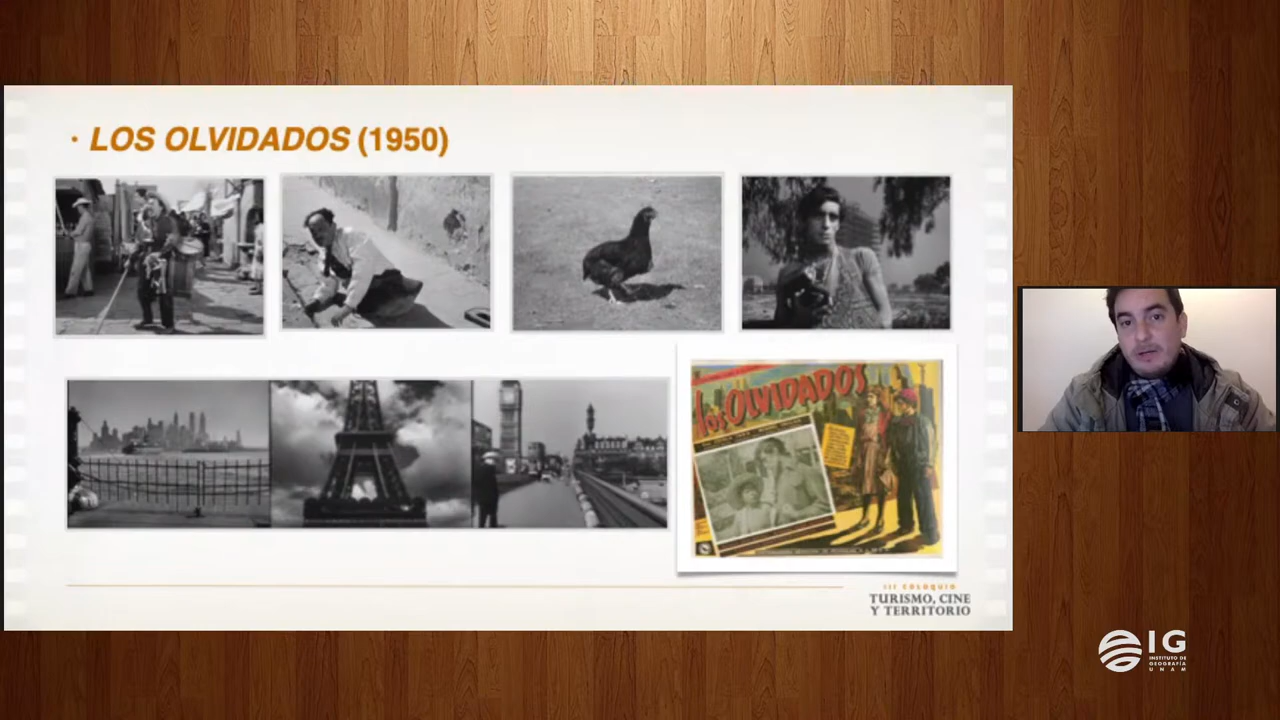 · LOS OLVIDADOS (1950)
LOS OLVIDADOS
III COLOQUIO
TURISMO, CINE
Y TERRITORIO
IG
INSTITUTO DE
GEOGRAFÍA
UNAM